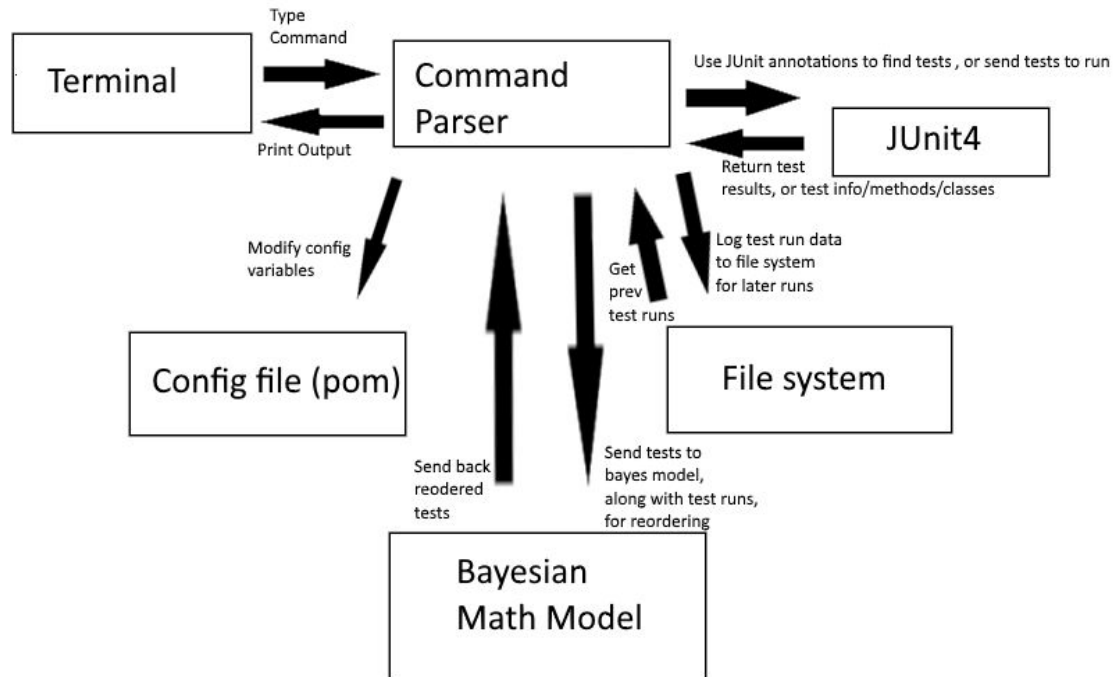 Type
Command
Terminal
Print Output
Command
Parser
Use JUnit annotations to find tests , or send tests to run
JUnit4
Return test
results, or test info/methods/classes
Modify config
variables
Get
prev
test runs
Log test run data
to file system
for later runs
Config file (pom)
File system
Send back
reodered
tests
Send tests to
bayes model,
along with test runs,
for reordering
Bayesian
Math Model